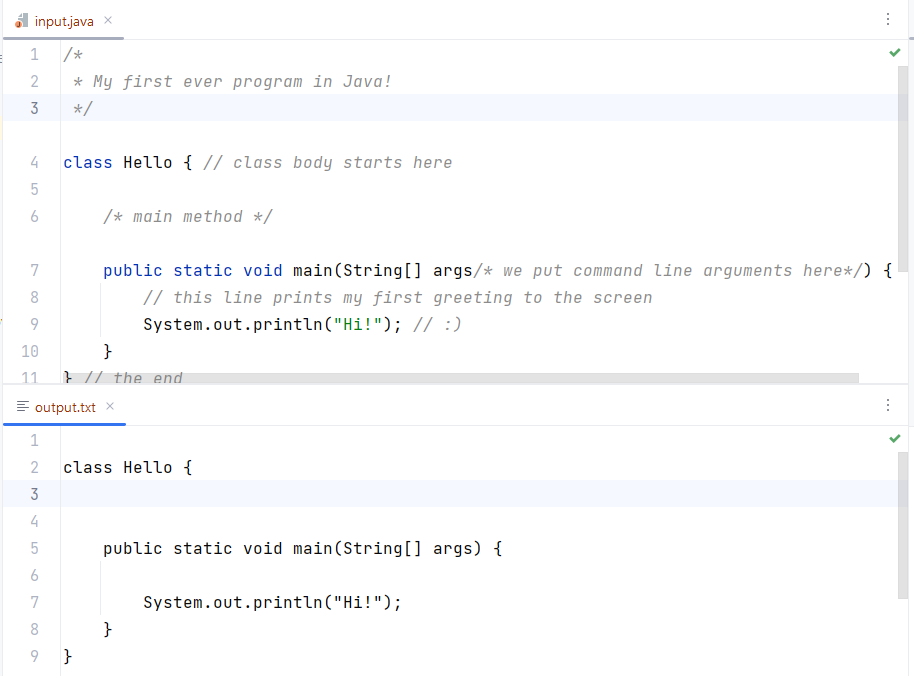 input.java ×
1 /*
2  * My first ever program in Java!
3  */
4 class Hello { // class body starts here
5
6     /* main method */
7     public static void main(String[] args/* we put command line arguments here*/) {
8         // this line prints my first greeting to the screen
9         System.out.println("Hi!"); // :)
10     }
11 } // the end
output.txt ×
1
2 class Hello {
3
4
5     public static void main(String[] args) {
6
7         System.out.println("Hi!");
8     }
9 }